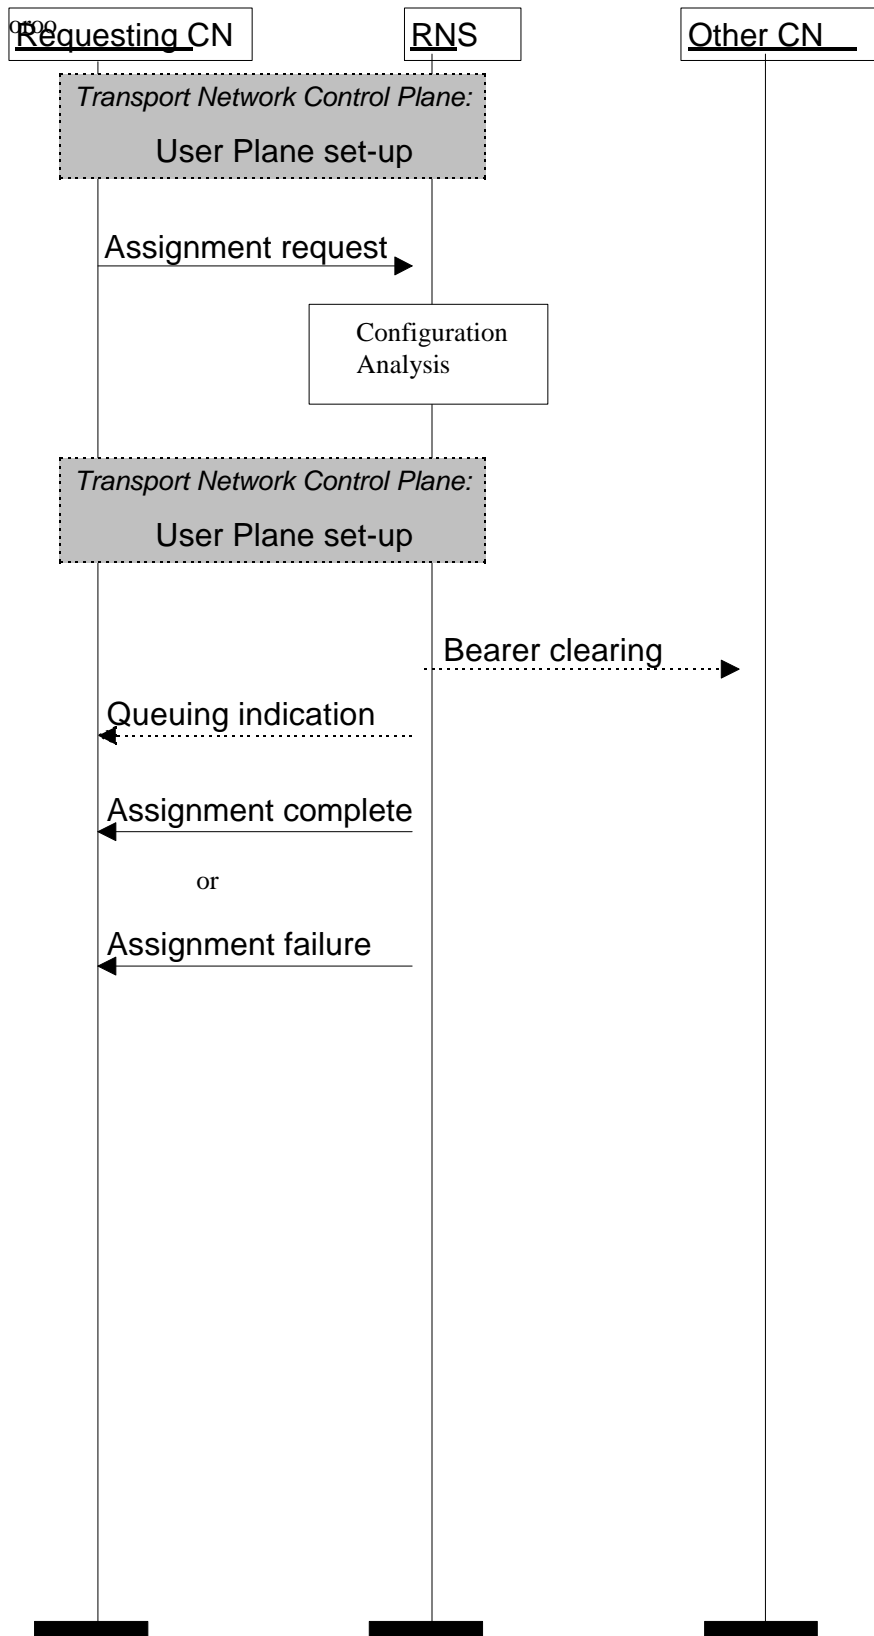 oroo
Requesting CN
RNS
Other CN
Transport Network Control Plane:
User Plane set-up
Assignment request
Configuration
Analysis
Transport Network Control Plane:
User Plane set-up
Bearer clearing
Queuing indication
Assignment complete
or
Assignment failure